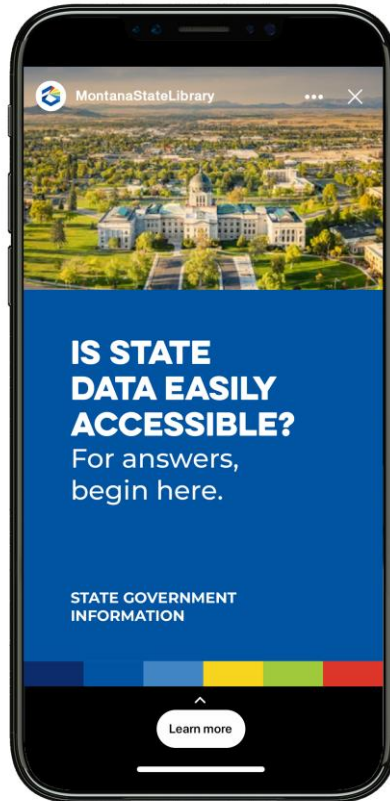 MontanaStateLibrary
IS STATE
DATA EASILY
ACCESSIBLE?
For answers,
begin here.
STATE GOVERNMENT
INFORMATION
Learn more